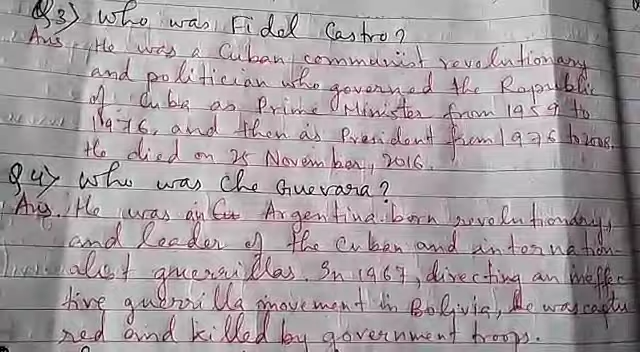 Q3) Who was Fidel Castro?
Ans. He was a Cuban communist revolutionary
and politician who governed the Republic
of Cuba as Prime Minister from 1959 to
1976, and then as President from 1976 to 2008.
He died on 25 November, 2016.
Q4) Who was Che Guevara?
Ans. He was an Argentina born revolutionary,
and leader of the Cuban and internation-
alist guerrillas. In 1967, directing an ineffec
tive guerrilla movement in Bolivia, he was captu
red and killed by government troops.